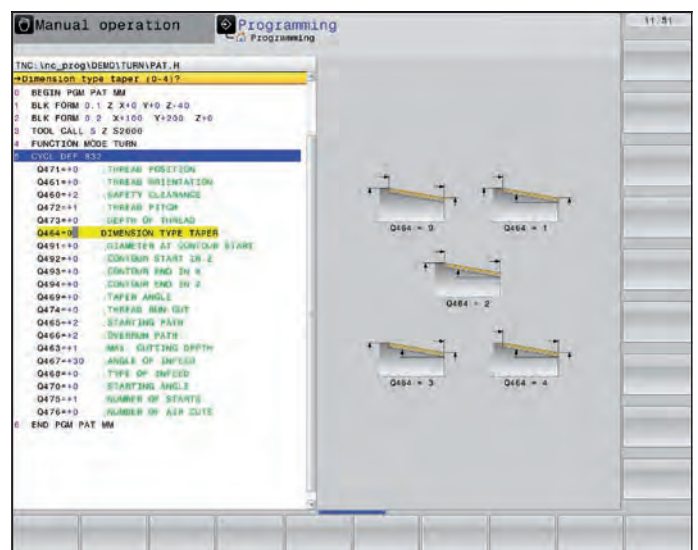 Manual operation
Programming
Programming
11:51
TNC:\nc_prog\DEMO\TURN\PAT.H
→Dimension type taper (0-4)?
0 BEGIN PGM PAT MM
1 BLK FORM 0.1 Z X+0 Y+0 Z-40
2 BLK FORM 0.2 X+100 Y+200 Z+0
3 TOOL CALL 5 Z S2000
4 FUNCTION MODE TURN
5 CYCL DEF 832
Q471=+0 ;THREAD POSITION
Q461=+0 ;THREAD ORIENTATION
Q460=+2 ;SAFETY CLEARANCE
Q472=+1 ;THREAD PITCH
Q473=+0 ;DEPTH OF THREAD
Q464=0 DIMENSION TYPE TAPER
Q491=+0 ;DIAMETER AT CONTOUR START
Q492=+0 ;CONTOUR START IN Z
Q493=+0 ;CONTOUR END IN X
Q494=+0 ;CONTOUR END IN Z
Q469=+0 ;TAPER ANGLE
Q474=+0 ;THREAD RUN-OUT
Q465=+2 ;STARTING PATH
Q466=+2 ;OVERRUN PATH
Q463=+1 ;MAX. CUTTING DEPTH
Q467=+30 ;ANGLE OF INFEED
Q468=+0 ;TYPE OF INFEED
Q470=+0 ;STARTING ANGLE
Q475=+1 ;NUMBER OF STARTS
Q476=+0 ;NUMBER OF AIR CUTS
6 END PGM PAT MM
Q464 = 0
Q464 = 1
Q464 = 2
Q464 = 3
Q464 = 4